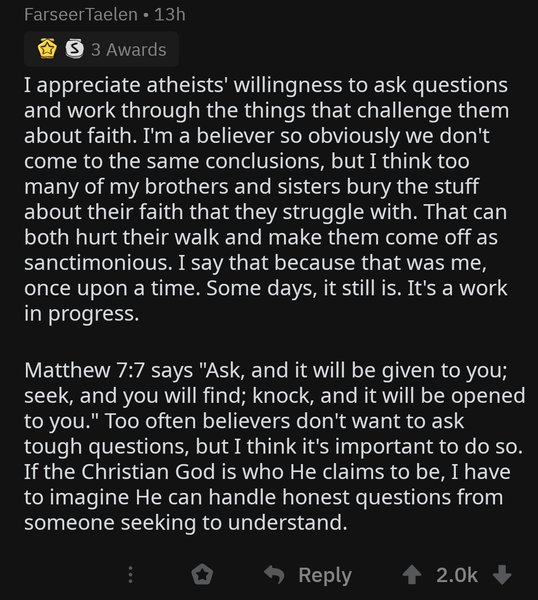 FarseerTaelen • 13h
3 Awards
I appreciate atheists' willingness to ask questions
and work through the things that challenge them
about faith. I'm a believer so obviously we don't
come to the same conclusions, but I think too
many of my brothers and sisters bury the stuff
about their faith that they struggle with. That can
both hurt their walk and make them come off as
sanctimonious. I say that because that was me,
once upon a time. Some days, it still is. It's a work
in progress.
Matthew 7:7 says "Ask, and it will be given to you;
seek, and you will find; knock, and it will be opened
to you." Too often believers don't want to ask
tough questions, but I think it's important to do so.
If the Christian God is who He claims to be, I have
to imagine He can handle honest questions from
someone seeking to understand.
Reply 2.0k